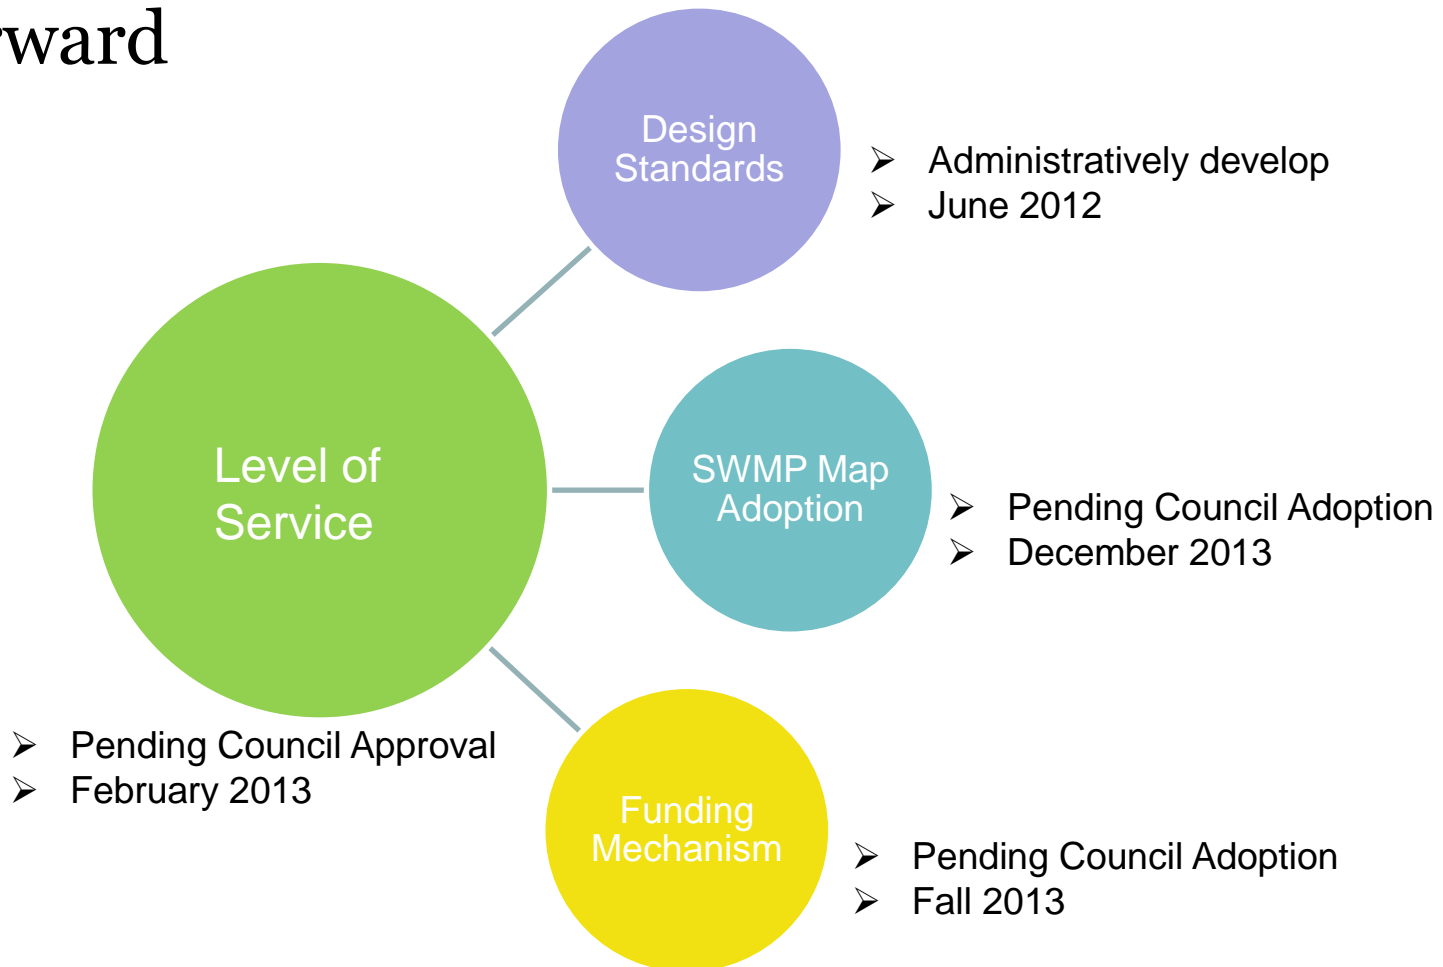 rward
Design
Standards
➢ Administratively develop
➢ June 2012
Level of
Service
➢ Pending Council Approval
➢ February 2013
SWMP Map
Adoption
➢ Pending Council Adoption
➢ December 2013
Funding
Mechanism
➢ Pending Council Adoption
➢ Fall 2013